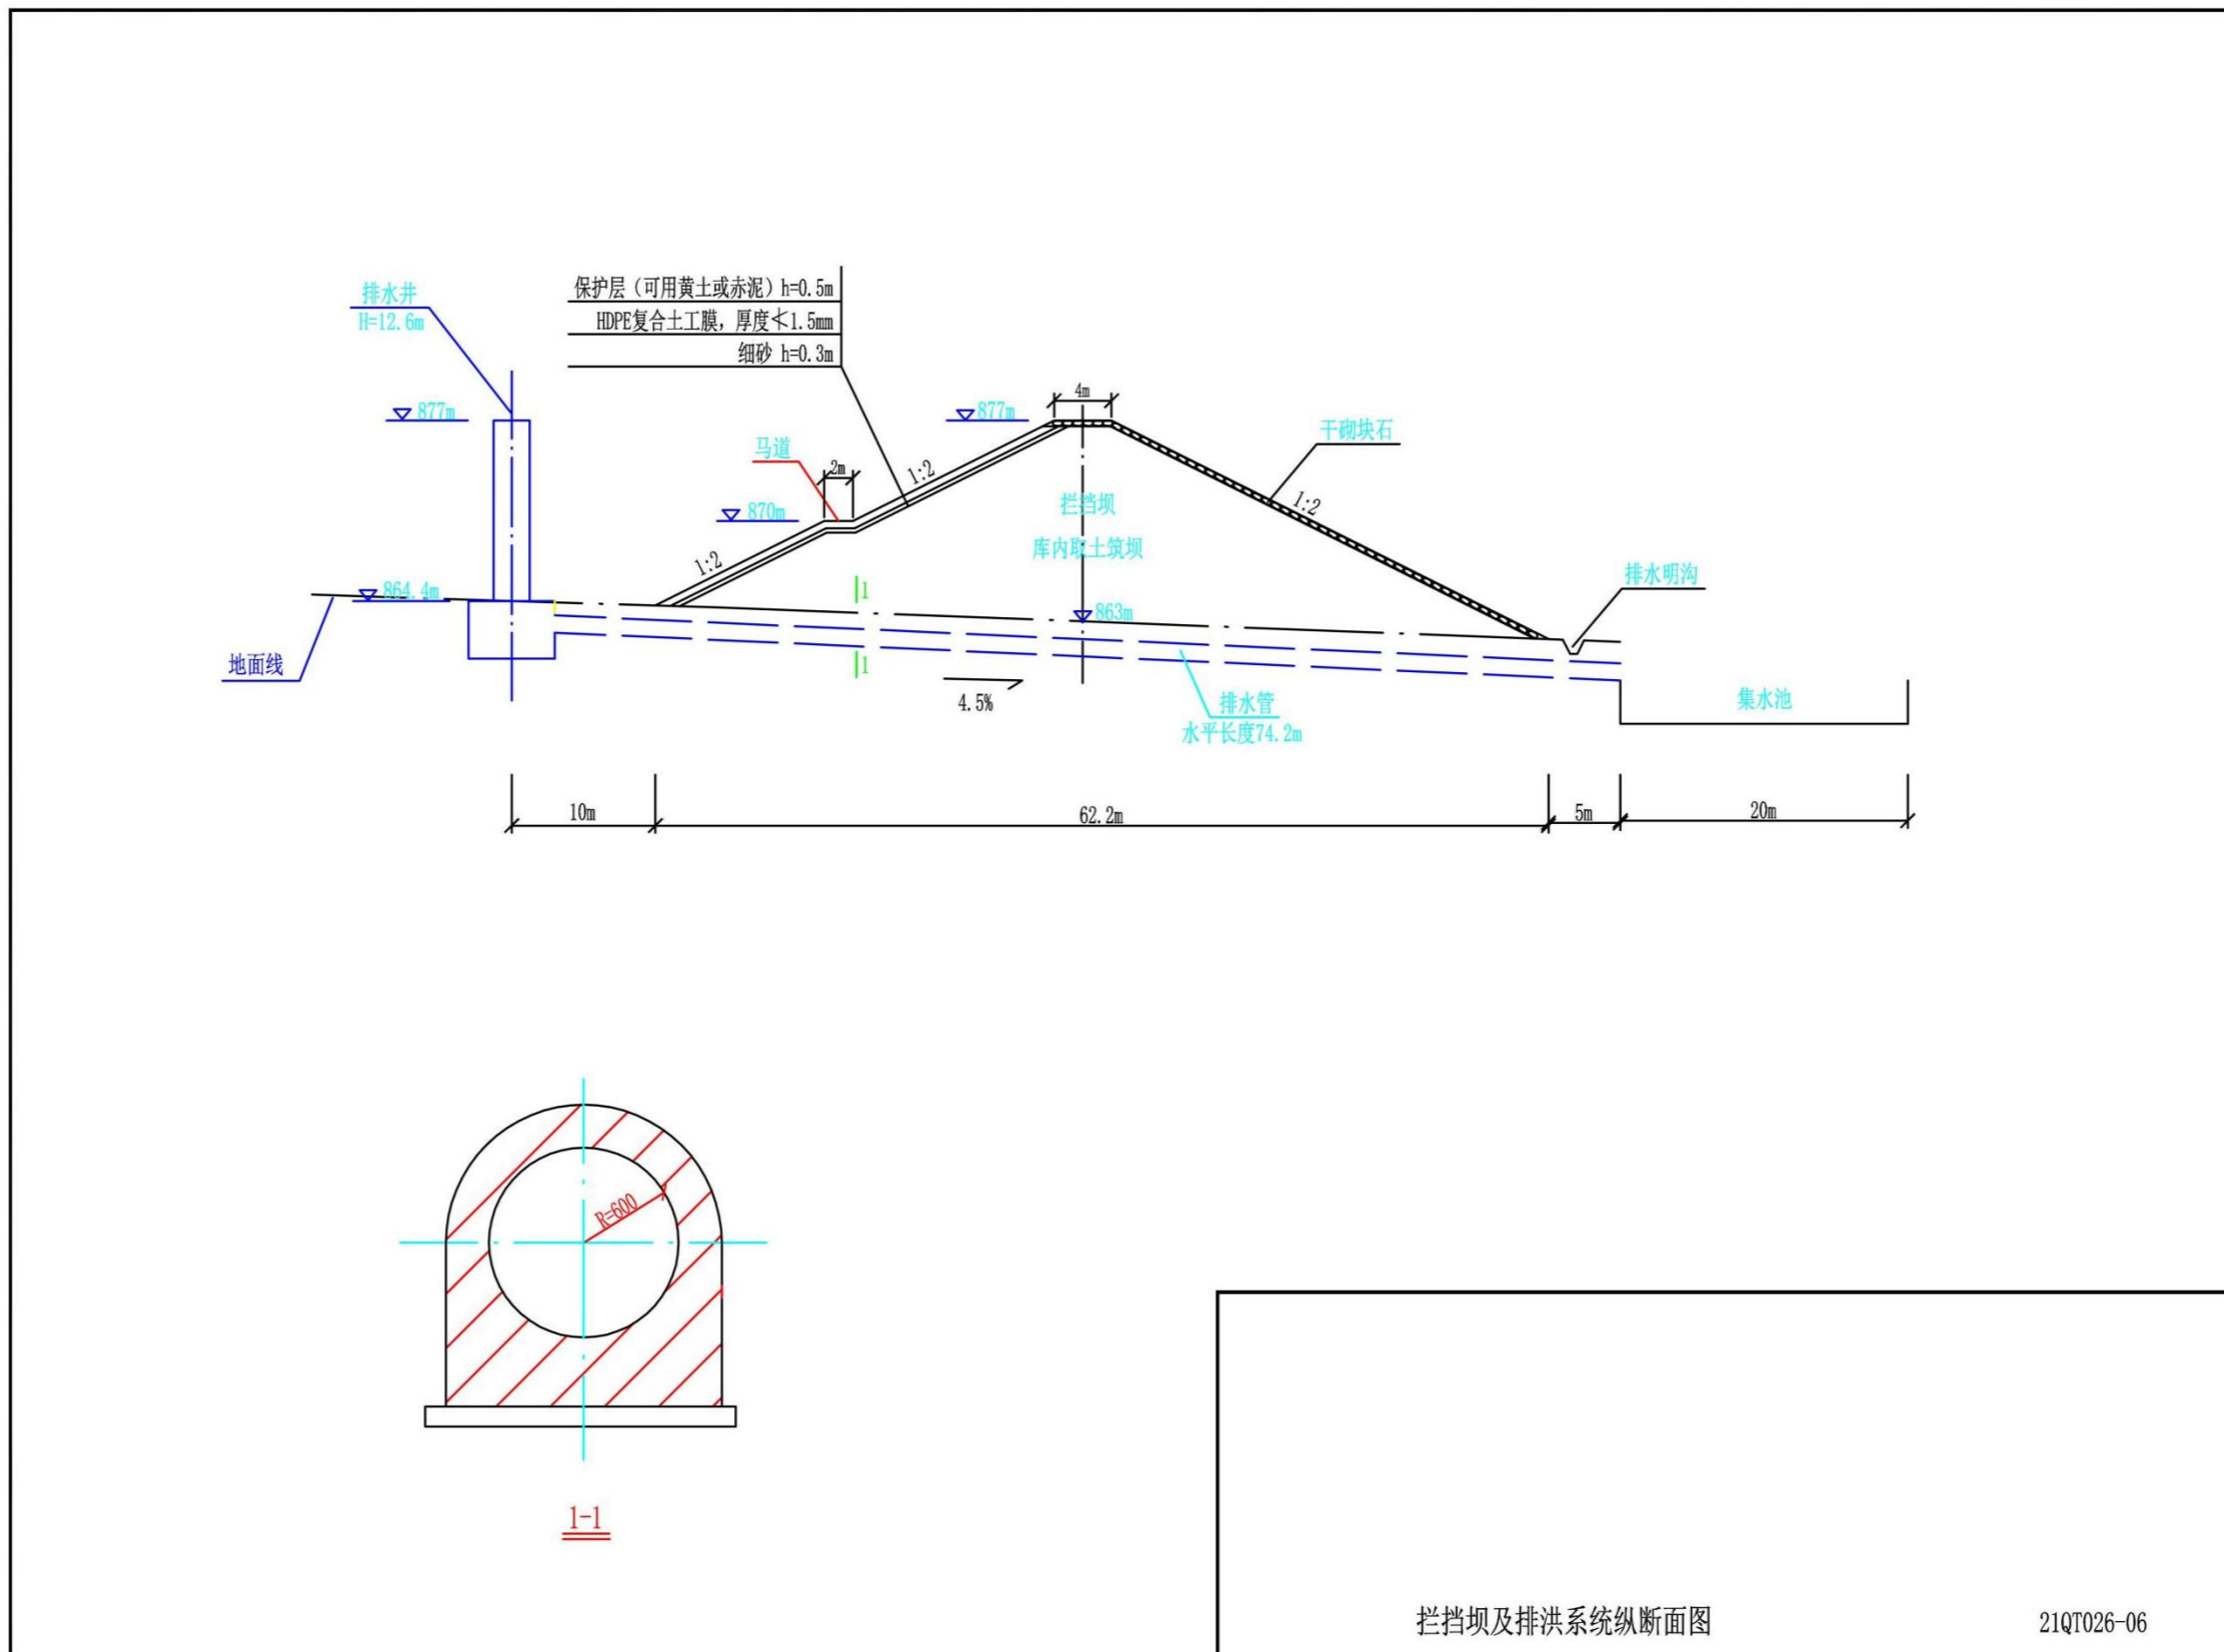 排水井
H=12.6m
保护层（可用黄土或赤泥）h=0.5m
HDPE复合土工膜，厚度≮1.5mm
细砂 h=0.3m
877m
877m
4m
干砌块石
马道
2m
1:2
1:2
870m
拦挡坝
库内取土筑坝
1:2
864.4m
1
863m
排水明沟
地面线
1
4.5%
排水管
水平长度74.2m
集水池
10m
62.2m
5m
20m
R=600
1-1
拦挡坝及排洪系统纵断面图
21QT026-06